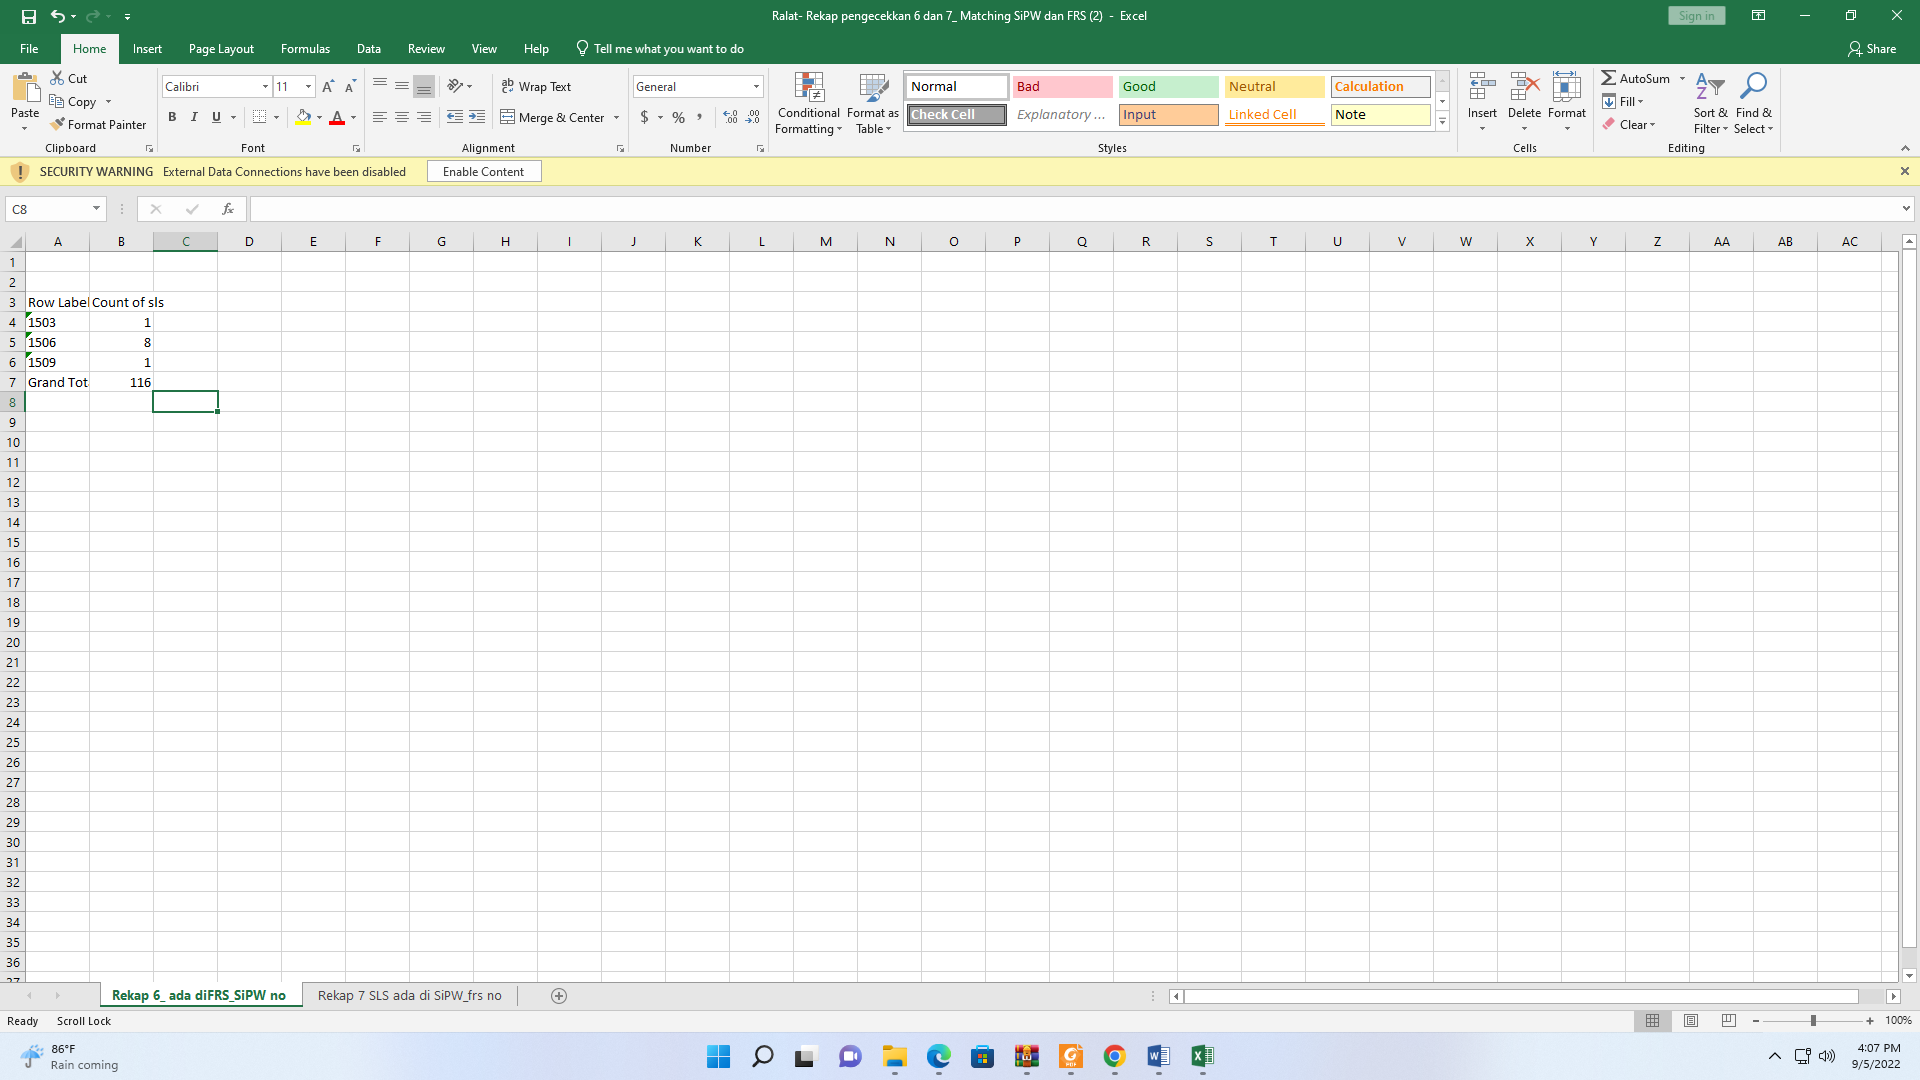 Ralat- Rekap pengecekkan 6 dan 7_ Matching SiPW dan FRS (2) - Excel
Sign in
File Home Insert Page Layout Formulas Data Review View Help Tell me what you want to do Share
Paste Cut Copy Format Painter Clipboard
Calibri 11 B I U A Font
Wrap Text Merge & Center Alignment
General $ % , Number
Conditional Formatting Format as Table
Normal Bad Good Neutral Calculation
Check Cell Explanatory ... Input Linked Cell Note
Styles
Insert Delete Format Cells
AutoSum Fill Clear Sort & Filter Find & Select Editing
SECURITY WARNING External Data Connections have been disabled Enable Content
C8 fx
A B C D E F G H I J K L M N O P Q R S T U V W X Y Z AA AB AC
1
2
3 Row Label Count of sls
4 1503 1
5 1506 8
6 1509 1
7 Grand Tot 116
8
9
10
11
12
13
14
15
16
17
18
19
20
21
22
23
24
25
26
27
28
29
30
31
32
33
34
35
36
37
Rekap 6_ ada diFRS_SiPW no Rekap 7 SLS ada di SiPW_frs no
Ready Scroll Lock 100%
86°F
Rain coming
4:07 PM
9/5/2022